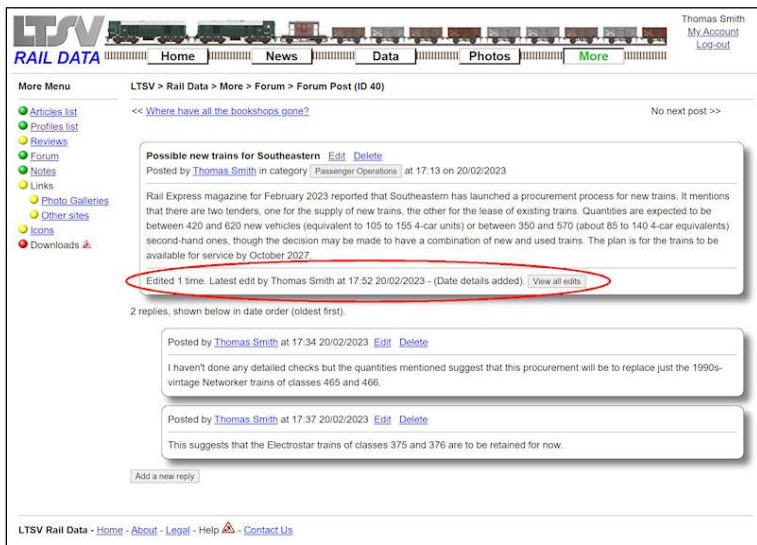 LTSV
RAIL DATA
Home
News
Data
Photos
More
Thomas Smith
My Account
Log-out
More Menu
Articles list
Profiles list
Reviews
Forum
Notes
Links
Photo Galleries
Other sites
Icons
Downloads
LTSV > Rail Data > More > Forum > Forum Post (ID 40)
<< Where have all the bookshops gone?
No next post >>
Possible new trains for Southeastern Edit Delete
Posted by Thomas Smith in category Passenger Operations at 17:13 on 20/02/2023
Rail Express magazine for February 2023 reported that Southeastern has launched a procurement process for new trains. It mentions
that there are two tenders, one for the supply of new trains, the other for the lease of existing trains. Quantities are expected to be
between 420 and 620 new vehicles (equivalent to 105 to 155 4-car units) or between 350 and 570 (about 85 to 140 4-car equivalents)
second-hand ones, though the decision may be made to have a combination of new and used trains. The plan is for the trains to be
available for service by October 2027.
Edited 1 time. Latest edit by Thomas Smith at 17:52 20/02/2023 - (Date details added). View all edits
2 replies, shown below in date order (oldest first).
Posted by Thomas Smith at 17:34 20/02/2023 Edit Delete
I haven't done any detailed checks but the quantities mentioned suggest that this procurement will be to replace just the 1990s-
vintage Networker trains of classes 465 and 466.
Posted by Thomas Smith at 17:37 20/02/2023 Edit Delete
This suggests that the Electrostar trains of classes 375 and 376 are to be retained for now.
Add a new reply
LTSV Rail Data - Home - About - Legal - Help - Contact Us